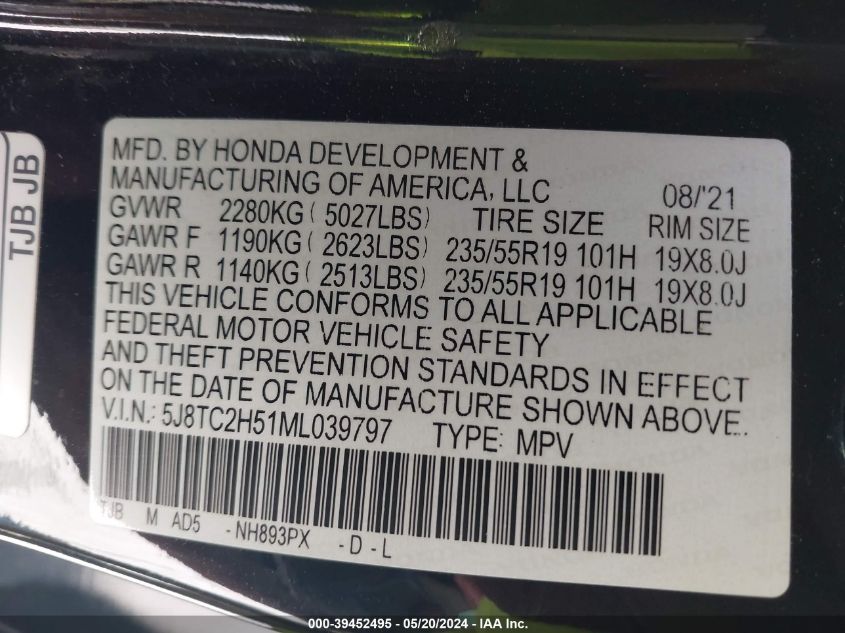 TJB JB
MFD. BY HONDA DEVELOPMENT &
MANUFACTURING OF AMERICA, LLC 08/'21
GVWR 2280KG ( 5027LBS) TIRE SIZE RIM SIZE
GAWR F 1190KG ( 2623LBS) 235/55R19 101H 19X8.0J
GAWR R 1140KG ( 2513LBS) 235/55R19 101H 19X8.0J
THIS VEHICLE CONFORMS TO ALL APPLICABLE
FEDERAL MOTOR VEHICLE SAFETY
AND THEFT PREVENTION STANDARDS IN EFFECT
ON THE DATE OF MANUFACTURE SHOWN ABOVE.
V.I.N.: 5J8TC2H51ML039797 TYPE: MPV
TJB M AD5 -NH893PX -D-L
000-39452495 - 05/20/2024 - IAA Inc.